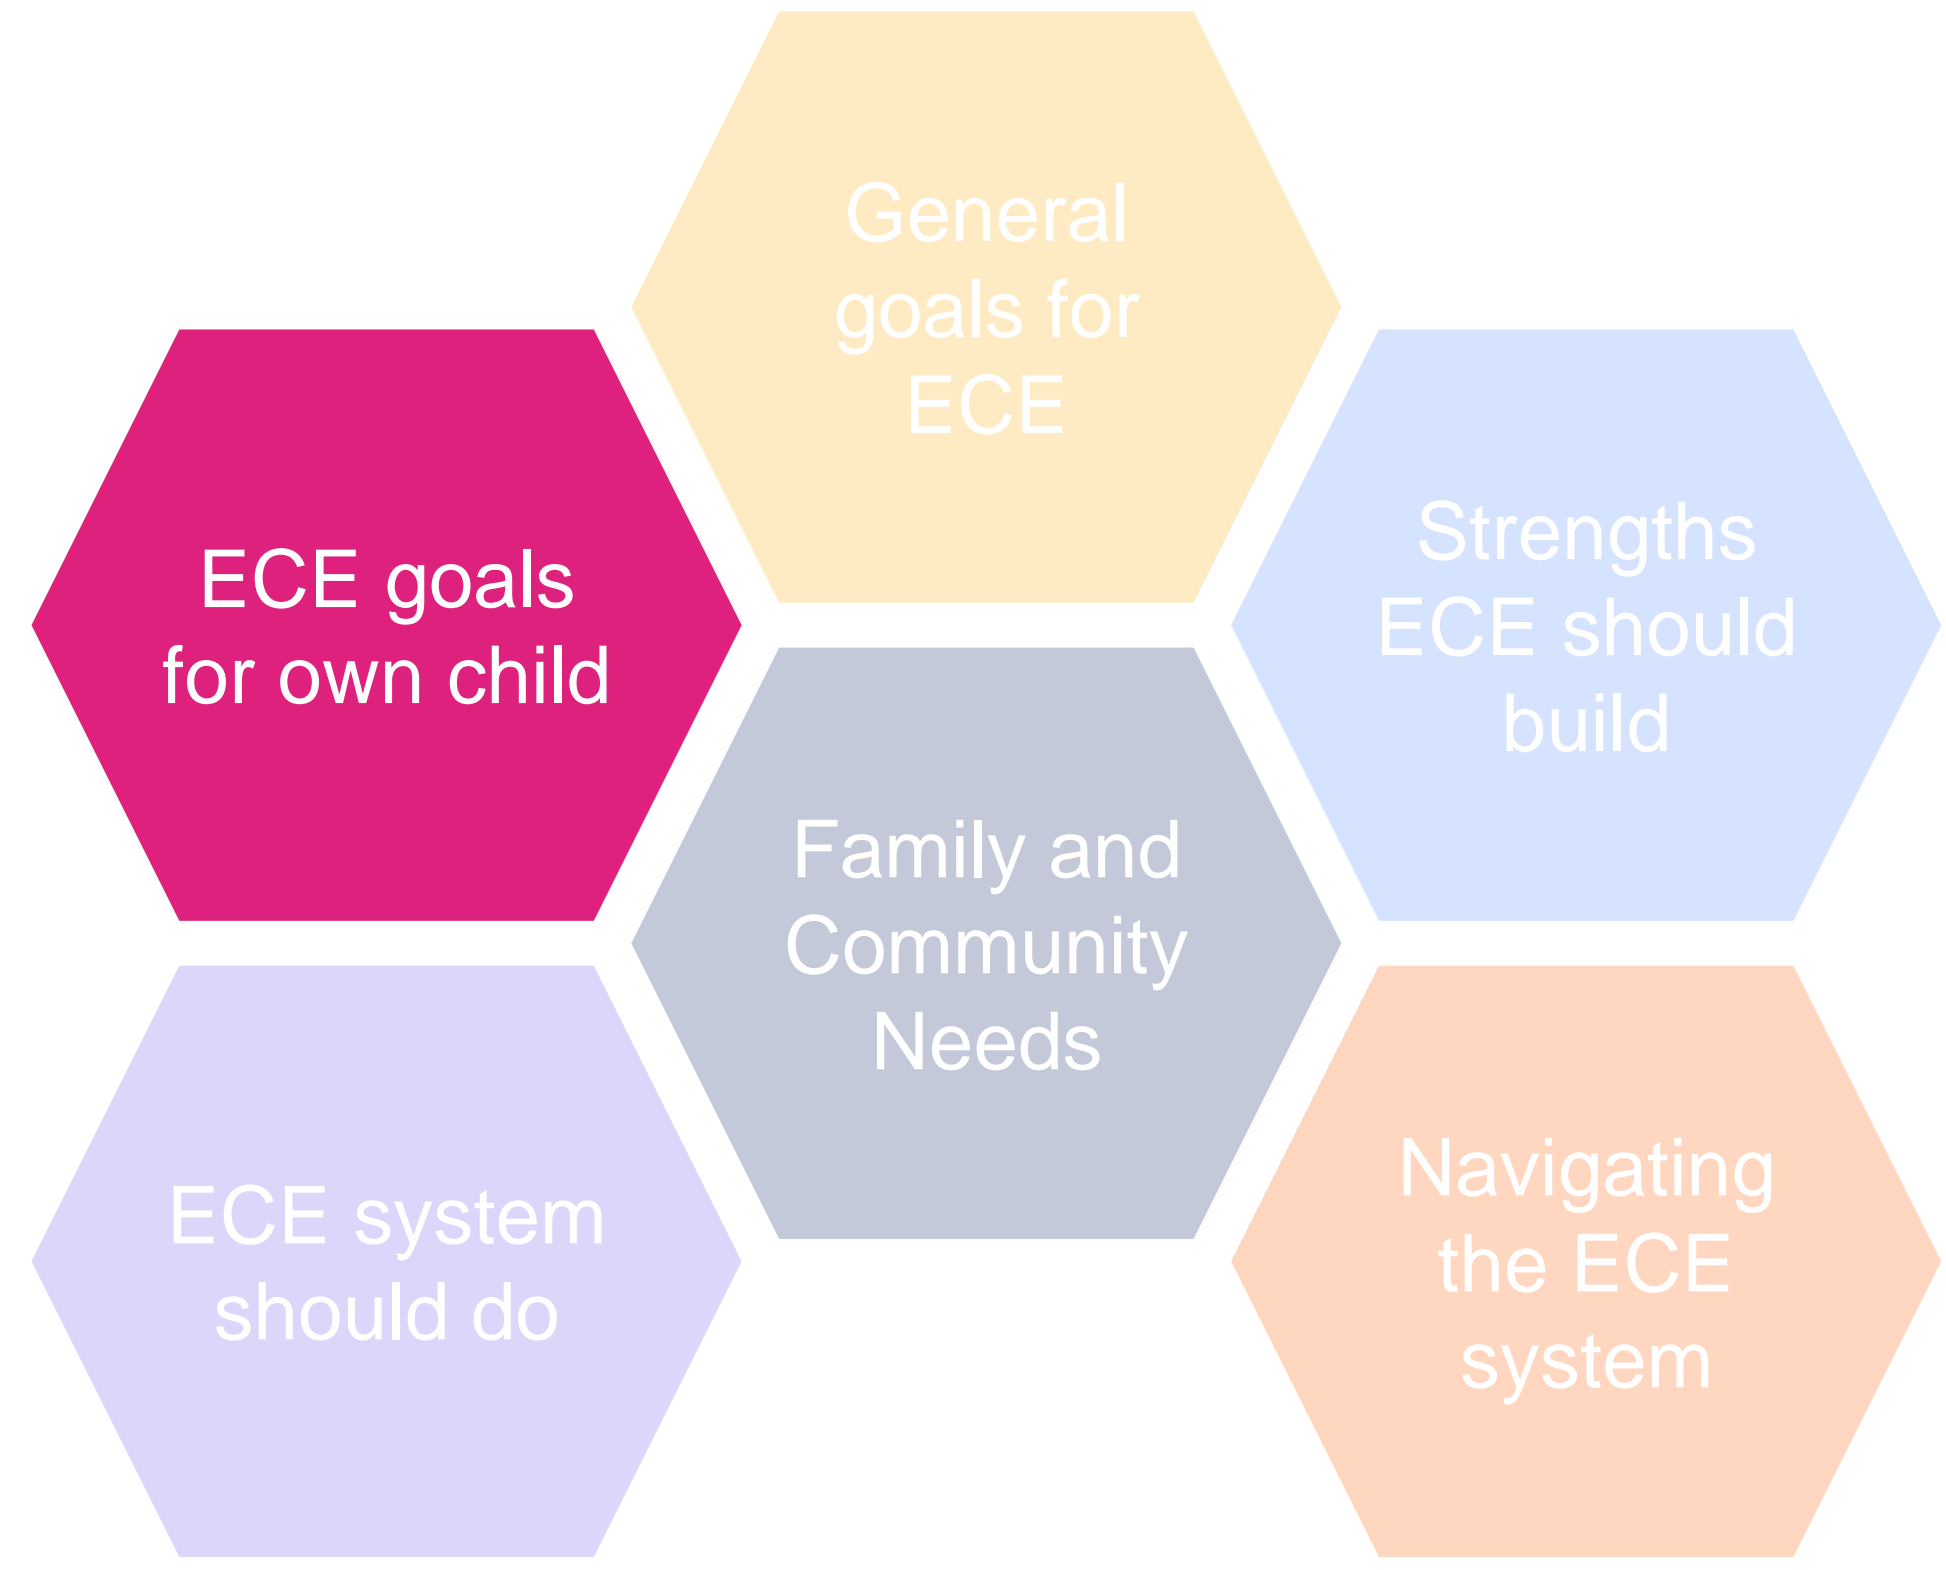 General
goals for
ECE
ECE goals
for own child
Strengths
ECE should
build
Family and
Community
Needs
ECE system
should do
Navigating
the ECE
system